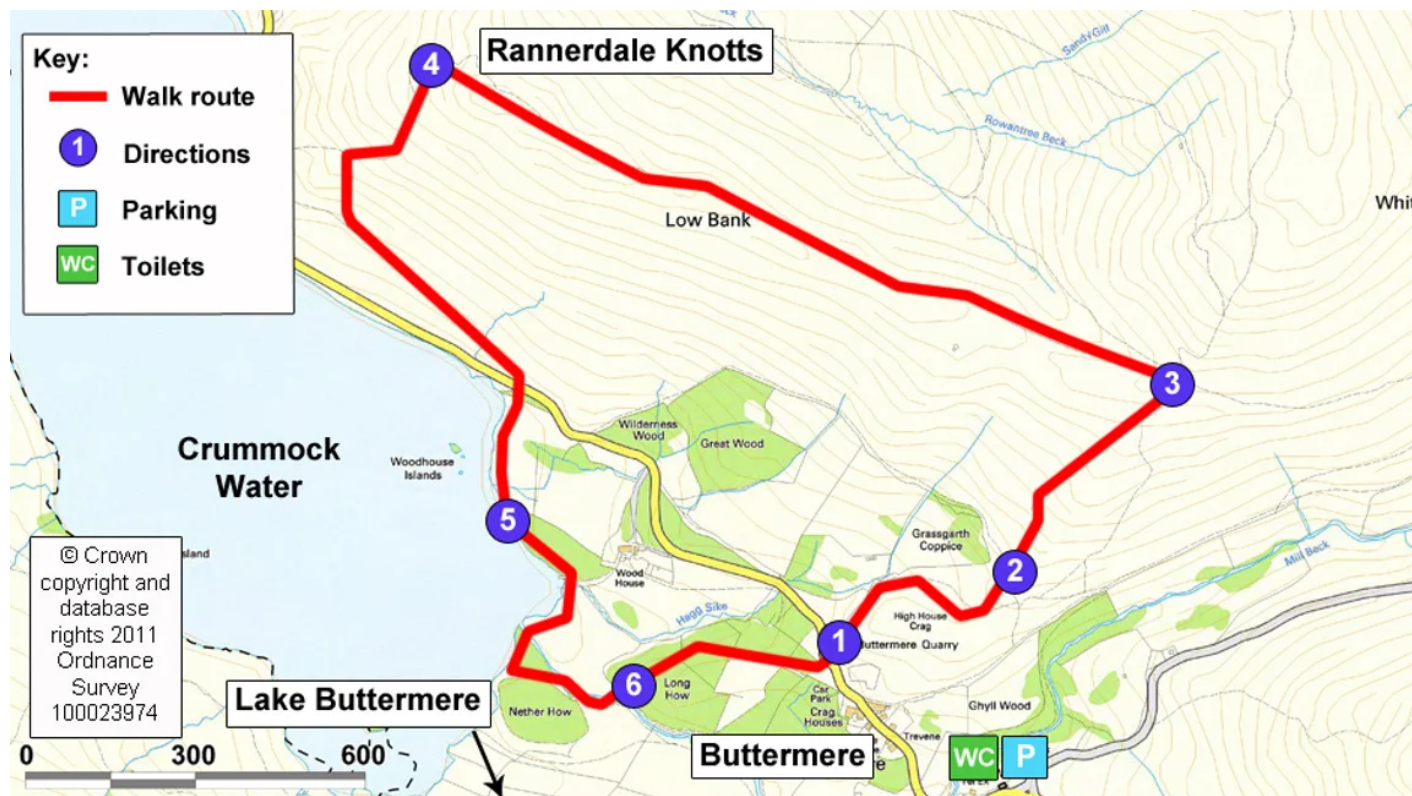 Key:
Walk route
1 Directions
P Parking
WC Toilets
4
Rannerdale Knotts
Sandy Gill
Rowantree Beck
Whit
Low Bank
3
Wilderness
Wood
Great Wood
Crummock
Water
Woodhouse
Islands
5
Grassgarth
Coppice
2
Mill Beck
Wood
House
Hagg Sike
High House
Crag
1
Buttermere Quarry
6
Long
How
Nether How
Car
Park
Crag
Houses
Ghyll Wood
Trevene
Lake Buttermere
Buttermere
WC P
sland
© Crown
copyright and
database
rights 2011
Ordnance
Survey
100023974
0 300 600